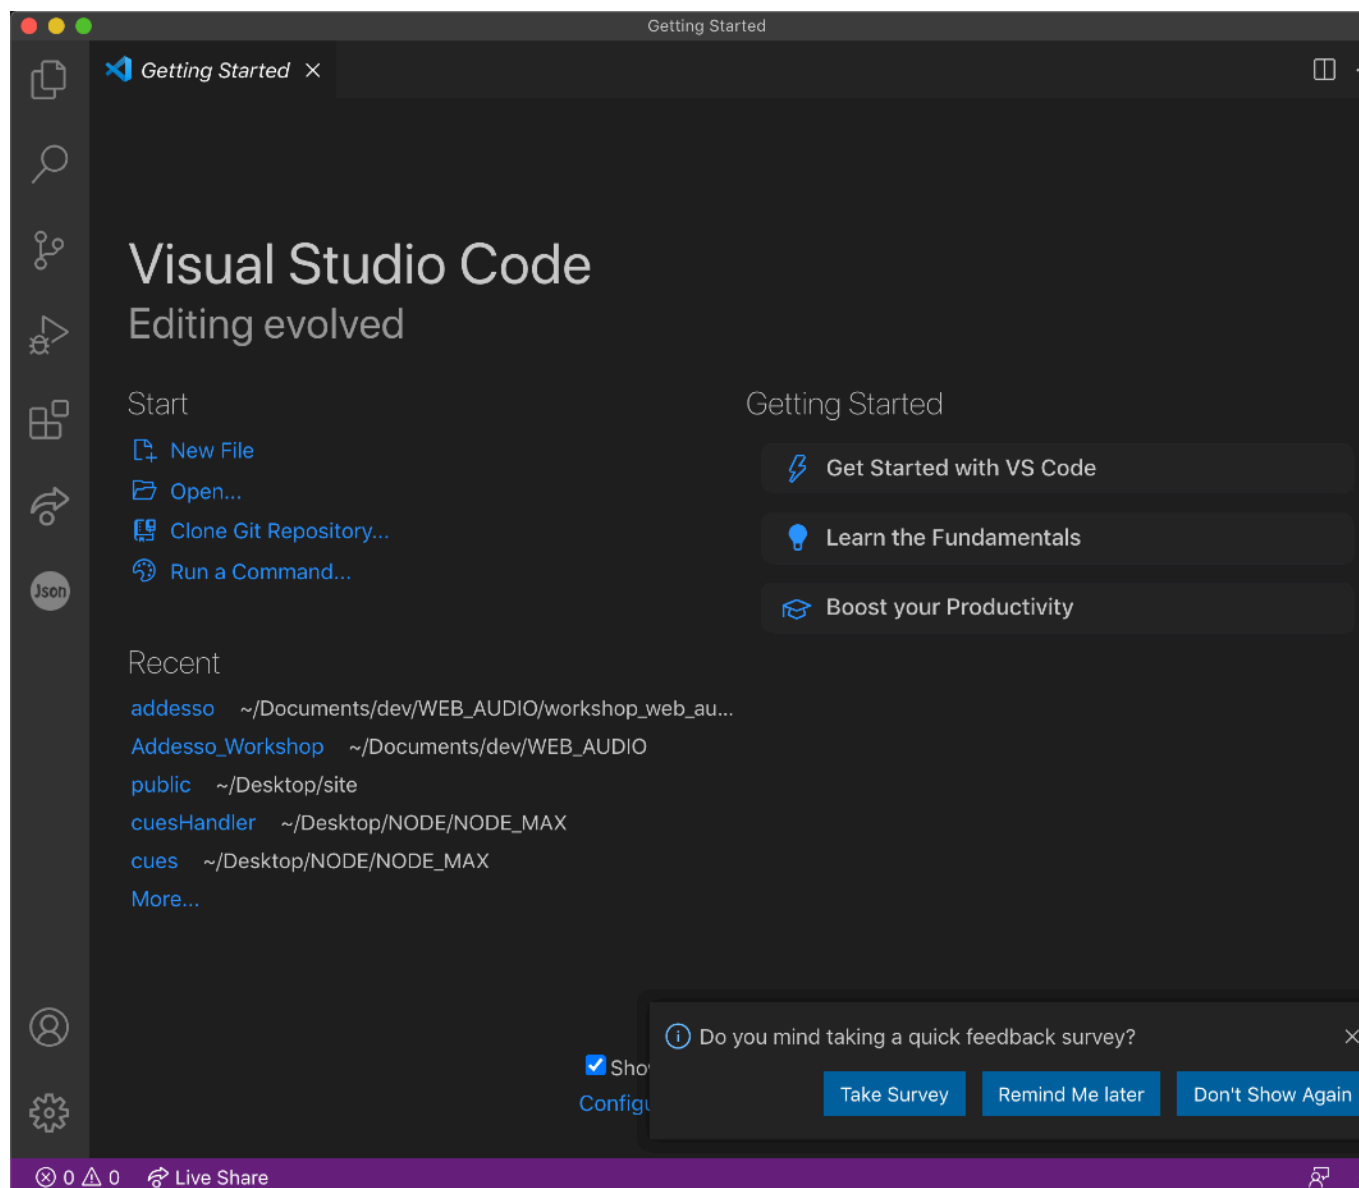 Getting Started
Getting Started
Visual Studio Code
Editing evolved
Start
New File
Open...
Clone Git Repository...
Run a Command...
Getting Started
Get Started with VS Code
Learn the Fundamentals
Boost your Productivity
Json
Recent
addesso ~/Documents/dev/WEB_AUDIO/workshop_web_au...
Addesso_Workshop ~/Documents/dev/WEB_AUDIO
public ~/Desktop/site
cuesHandler ~/Desktop/NODE/NODE_MAX
cues ~/Desktop/NODE/NODE_MAX
More...
Do you mind taking a quick feedback survey?
Take Survey Remind Me later Don't Show Again
0 0 Live Share